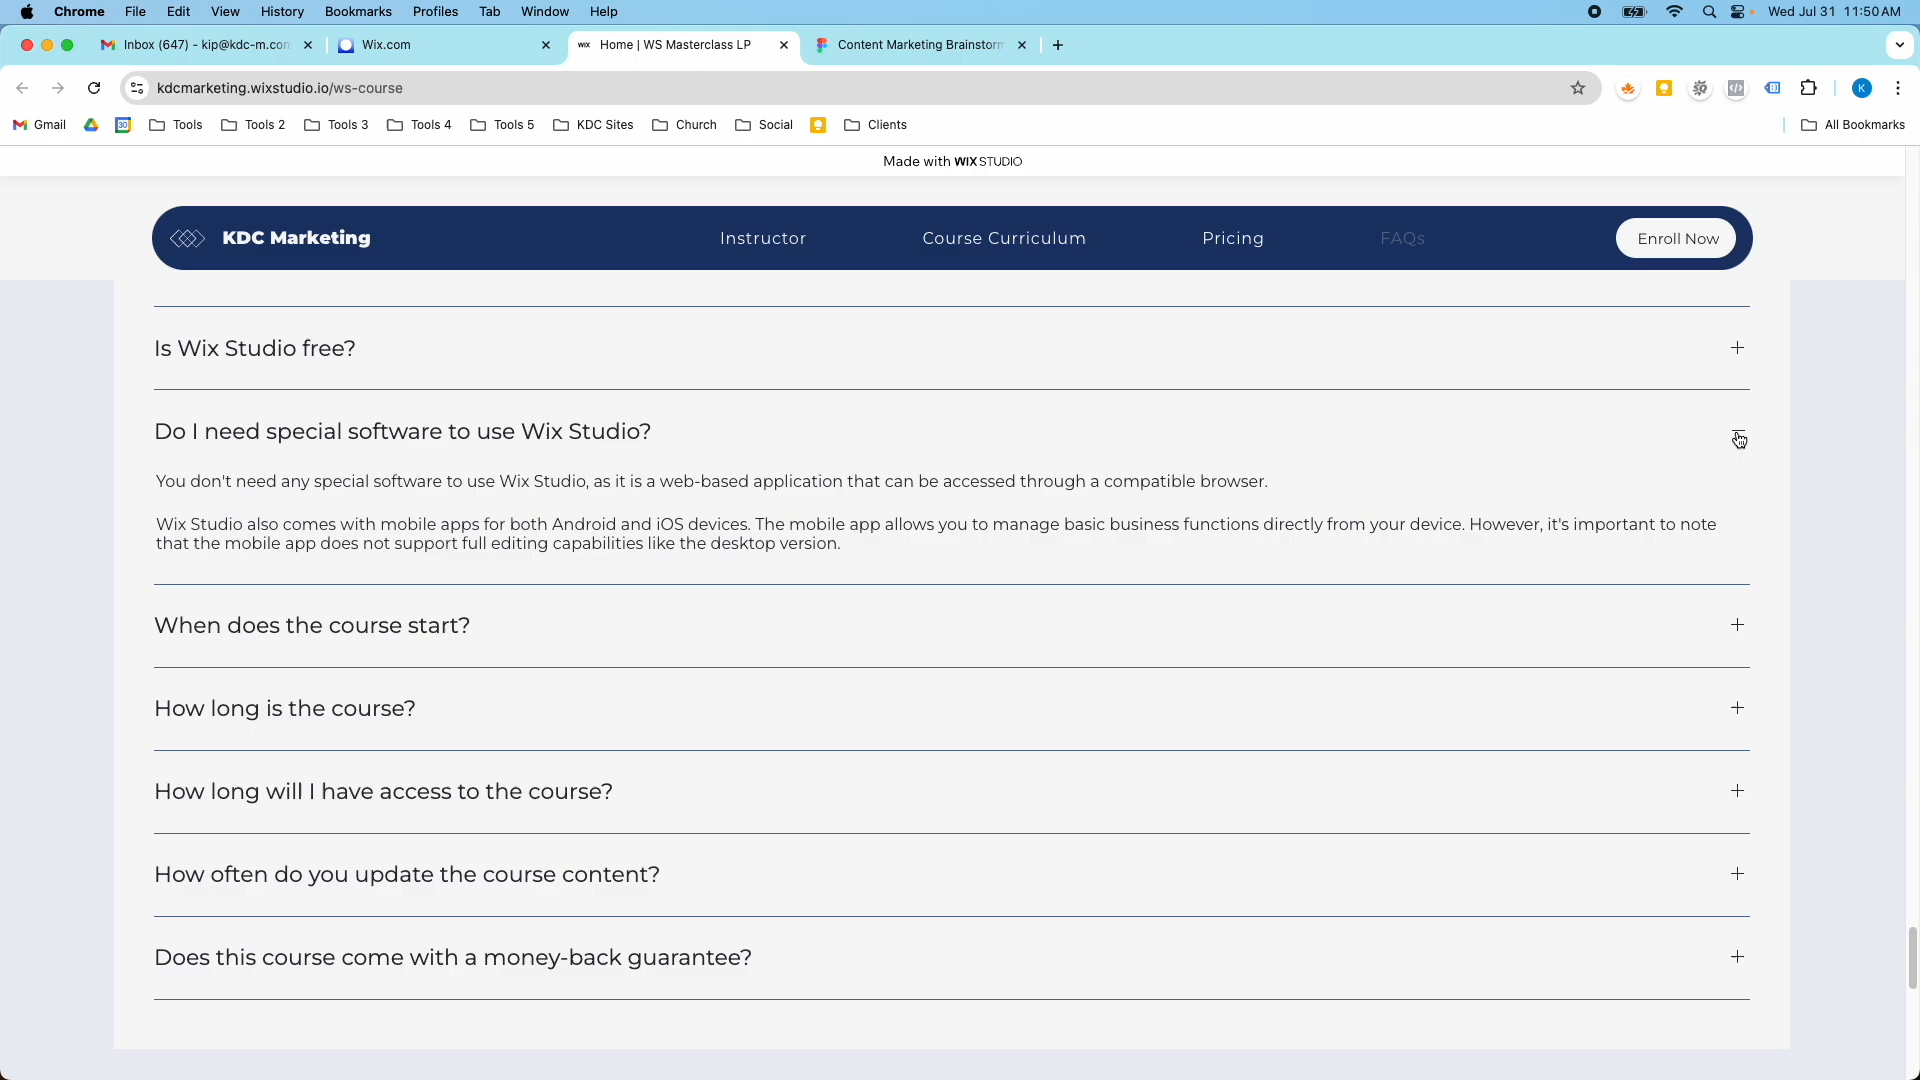 Chrome File Edit View History Bookmarks Profiles Tab Window Help Wed Jul 31 11:50 AM
Inbox (647) - kip@kdc-m.con Wix.com WIX Home | WS Masterclass LP Content Marketing Brainstorm
kdcmarketing.wixstudio.io/ws-course K
Gmail 30 Tools Tools 2 Tools 3 Tools 4 Tools 5 KDC Sites Church Social Clients All Bookmarks
Made with WIX STUDIO
KDC Marketing Instructor Course Curriculum Pricing FAQs Enroll Now
Is Wix Studio free?
Do I need special software to use Wix Studio?
You don't need any special software to use Wix Studio, as it is a web-based application that can be accessed through a compatible browser.
Wix Studio also comes with mobile apps for both Android and iOS devices. The mobile app allows you to manage basic business functions directly from your device. However, it's important to note
that the mobile app does not support full editing capabilities like the desktop version.
When does the course start?
How long is the course?
How long will I have access to the course?
How often do you update the course content?
Does this course come with a money-back guarantee?